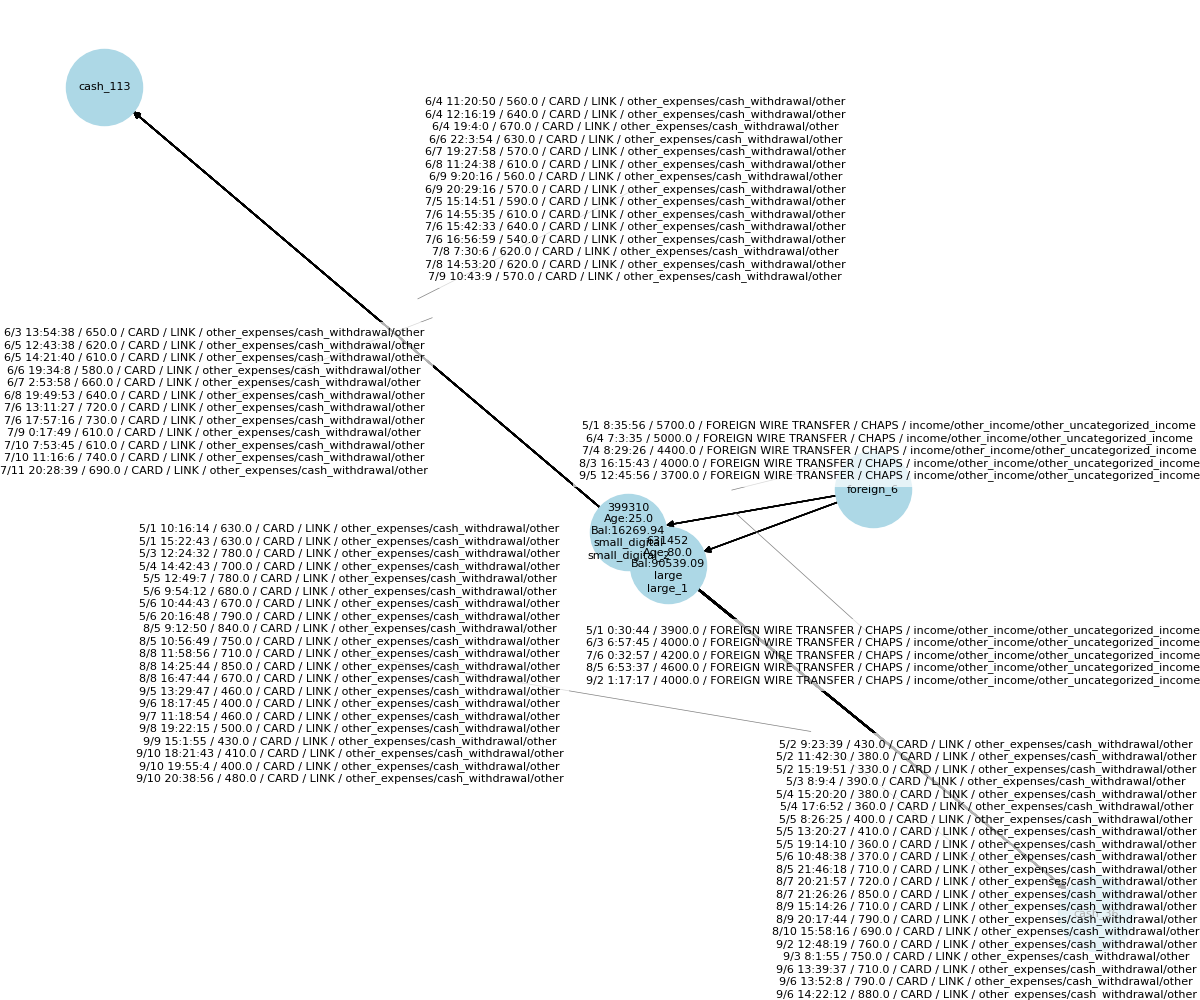 cash_113
6/4 11:20:50 / 560.0 / CARD / LINK / other_expenses/cash_withdrawal/other
6/4 12:16:19 / 640.0 / CARD / LINK / other_expenses/cash_withdrawal/other
6/4 19:4:0 / 670.0 / CARD / LINK / other_expenses/cash_withdrawal/other
6/6 22:3:54 / 630.0 / CARD / LINK / other_expenses/cash_withdrawal/other
6/7 19:27:58 / 570.0 / CARD / LINK / other_expenses/cash_withdrawal/other
6/8 11:24:38 / 610.0 / CARD / LINK / other_expenses/cash_withdrawal/other
6/9 9:20:16 / 560.0 / CARD / LINK / other_expenses/cash_withdrawal/other
6/9 20:29:16 / 570.0 / CARD / LINK / other_expenses/cash_withdrawal/other
7/5 15:14:51 / 590.0 / CARD / LINK / other_expenses/cash_withdrawal/other
7/6 14:55:35 / 610.0 / CARD / LINK / other_expenses/cash_withdrawal/other
7/6 15:42:33 / 640.0 / CARD / LINK / other_expenses/cash_withdrawal/other
7/6 16:56:59 / 540.0 / CARD / LINK / other_expenses/cash_withdrawal/other
7/8 7:30:6 / 620.0 / CARD / LINK / other_expenses/cash_withdrawal/other
7/8 14:53:20 / 620.0 / CARD / LINK / other_expenses/cash_withdrawal/other
7/9 10:43:9 / 570.0 / CARD / LINK / other_expenses/cash_withdrawal/other
6/3 13:54:38 / 650.0 / CARD / LINK / other_expenses/cash_withdrawal/other
6/5 12:43:38 / 620.0 / CARD / LINK / other_expenses/cash_withdrawal/other
6/5 14:21:40 / 610.0 / CARD / LINK / other_expenses/cash_withdrawal/other
6/6 19:34:8 / 580.0 / CARD / LINK / other_expenses/cash_withdrawal/other
6/7 2:53:58 / 660.0 / CARD / LINK / other_expenses/cash_withdrawal/other
6/8 19:49:53 / 640.0 / CARD / LINK / other_expenses/cash_withdrawal/other
7/6 13:11:27 / 720.0 / CARD / LINK / other_expenses/cash_withdrawal/other
7/6 17:57:16 / 730.0 / CARD / LINK / other_expenses/cash_withdrawal/other
7/9 0:17:49 / 610.0 / CARD / LINK / other_expenses/cash_withdrawal/other
7/10 7:53:45 / 610.0 / CARD / LINK / other_expenses/cash_withdrawal/other
7/10 11:16:6 / 740.0 / CARD / LINK / other_expenses/cash_withdrawal/other
7/11 20:28:39 / 690.0 / CARD / LINK / other_expenses/cash_withdrawal/other
5/1 8:35:56 / 5700.0 / FOREIGN WIRE TRANSFER / CHAPS / income/other_income/other_uncategorized_income
6/4 7:3:35 / 5000.0 / FOREIGN WIRE TRANSFER / CHAPS / income/other_income/other_uncategorized_income
7/4 8:29:26 / 4400.0 / FOREIGN WIRE TRANSFER / CHAPS / income/other_income/other_uncategorized_income
8/3 16:15:43 / 4000.0 / FOREIGN WIRE TRANSFER / CHAPS / income/other_income/other_uncategorized_income
9/5 12:45:56 / 3700.0 / FOREIGN WIRE TRANSFER / CHAPS / income/other_income/other_uncategorized_income
foreign_6
399310
Age:25.0
Bal:16269.94
small_digital
small_digital_2
631452
Age:80.0
Bal:90539.09
large
large_1
5/1 10:16:14 / 630.0 / CARD / LINK / other_expenses/cash_withdrawal/other
5/1 15:22:43 / 630.0 / CARD / LINK / other_expenses/cash_withdrawal/other
5/3 12:24:32 / 780.0 / CARD / LINK / other_expenses/cash_withdrawal/other
5/4 14:42:43 / 700.0 / CARD / LINK / other_expenses/cash_withdrawal/other
5/5 12:49:7 / 780.0 / CARD / LINK / other_expenses/cash_withdrawal/other
5/6 9:54:12 / 680.0 / CARD / LINK / other_expenses/cash_withdrawal/other
5/6 10:44:43 / 670.0 / CARD / LINK / other_expenses/cash_withdrawal/other
5/6 20:16:48 / 790.0 / CARD / LINK / other_expenses/cash_withdrawal/other
8/5 9:12:50 / 840.0 / CARD / LINK / other_expenses/cash_withdrawal/other
8/5 10:56:49 / 750.0 / CARD / LINK / other_expenses/cash_withdrawal/other
8/8 11:58:56 / 710.0 / CARD / LINK / other_expenses/cash_withdrawal/other
8/8 14:25:44 / 850.0 / CARD / LINK / other_expenses/cash_withdrawal/other
8/8 16:47:44 / 670.0 / CARD / LINK / other_expenses/cash_withdrawal/other
9/5 13:29:47 / 460.0 / CARD / LINK / other_expenses/cash_withdrawal/other
9/6 18:17:45 / 400.0 / CARD / LINK / other_expenses/cash_withdrawal/other
9/7 11:18:54 / 460.0 / CARD / LINK / other_expenses/cash_withdrawal/other
9/8 19:22:15 / 500.0 / CARD / LINK / other_expenses/cash_withdrawal/other
9/9 15:1:55 / 430.0 / CARD / LINK / other_expenses/cash_withdrawal/other
9/10 18:21:43 / 410.0 / CARD / LINK / other_expenses/cash_withdrawal/other
9/10 19:55:4 / 400.0 / CARD / LINK / other_expenses/cash_withdrawal/other
9/10 20:38:56 / 480.0 / CARD / LINK / other_expenses/cash_withdrawal/other
5/1 0:30:44 / 3900.0 / FOREIGN WIRE TRANSFER / CHAPS / income/other_income/other_uncategorized_income
6/3 6:57:45 / 4000.0 / FOREIGN WIRE TRANSFER / CHAPS / income/other_income/other_uncategorized_income
7/6 0:32:57 / 4200.0 / FOREIGN WIRE TRANSFER / CHAPS / income/other_income/other_uncategorized_income
8/5 6:53:37 / 4600.0 / FOREIGN WIRE TRANSFER / CHAPS / income/other_income/other_uncategorized_income
9/2 1:17:17 / 4000.0 / FOREIGN WIRE TRANSFER / CHAPS / income/other_income/other_uncategorized_income
5/2 9:23:39 / 430.0 / CARD / LINK / other_expenses/cash_withdrawal/other
5/2 11:42:30 / 380.0 / CARD / LINK / other_expenses/cash_withdrawal/other
5/2 15:19:51 / 330.0 / CARD / LINK / other_expenses/cash_withdrawal/other
5/3 8:9:4 / 390.0 / CARD / LINK / other_expenses/cash_withdrawal/other
5/4 15:20:20 / 380.0 / CARD / LINK / other_expenses/cash_withdrawal/other
5/4 17:6:52 / 360.0 / CARD / LINK / other_expenses/cash_withdrawal/other
5/5 8:26:25 / 400.0 / CARD / LINK / other_expenses/cash_withdrawal/other
5/5 13:20:27 / 410.0 / CARD / LINK / other_expenses/cash_withdrawal/other
5/5 19:14:10 / 360.0 / CARD / LINK / other_expenses/cash_withdrawal/other
5/6 10:48:38 / 370.0 / CARD / LINK / other_expenses/cash_withdrawal/other
8/5 21:46:18 / 710.0 / CARD / LINK / other_expenses/cash_withdrawal/other
8/7 20:21:57 / 720.0 / CARD / LINK / other_expenses/cash_withdrawal/other
8/7 21:26:26 / 850.0 / CARD / LINK / other_expenses/cash_withdrawal/other
8/9 15:14:26 / 710.0 / CARD / LINK / other_expenses/cash_withdrawal/other
8/9 20:17:44 / 790.0 / CARD / LINK / other_expenses/cash_withdrawal/other
8/10 15:58:16 / 690.0 / CARD / LINK / other_expenses/cash_withdrawal/other
9/2 12:48:19 / 760.0 / CARD / LINK / other_expenses/cash_withdrawal/other
9/3 8:1:55 / 750.0 / CARD / LINK / other_expenses/cash_withdrawal/other
9/6 13:39:37 / 710.0 / CARD / LINK / other_expenses/cash_withdrawal/other
9/6 13:52:8 / 790.0 / CARD / LINK / other_expenses/cash_withdrawal/other
9/6 14:22:12 / 880.0 / CARD / LINK / other_expenses/cash_withdrawal/other